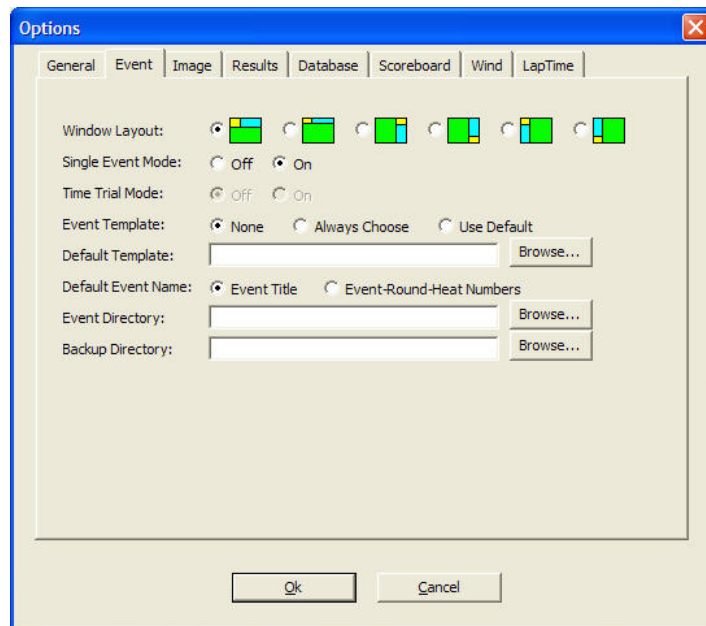 Options
General Event Image Results Database Scoreboard Wind LapTime
Window Layout:
Single Event Mode: Off On
Time Trial Mode: Off On
Event Template: None Always Choose Use Default
Default Template: Browse...
Default Event Name: Event Title Event-Round-Heat Numbers
Event Directory: Browse...
Backup Directory: Browse...
Ok Cancel